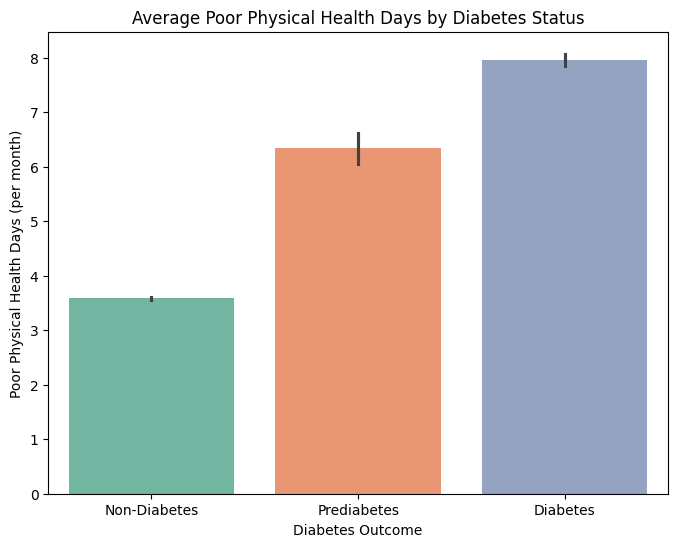 Average Poor Physical Health Days by Diabetes Status
Poor Physical Health Days (per month)
8
7
6
5
4
3
2
1
0
Non-Diabetes
Prediabetes
Diabetes
Diabetes Outcome